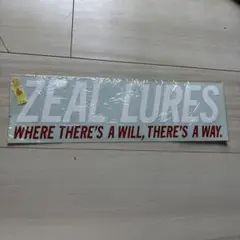 ZEAL LURES
WHERE THERE'S A WILL, THERE'S A WAY.